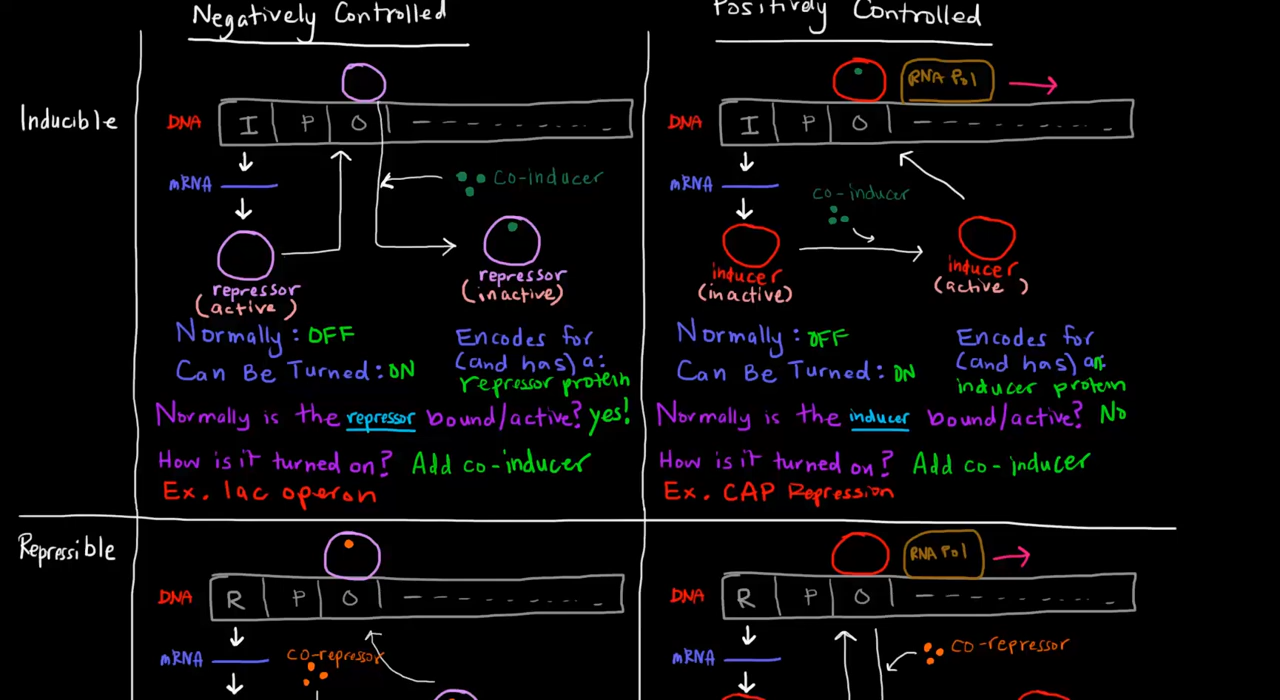 Negatively Controlled
Positively Controlled
Inducible
DNA
I P O
mRNA
co-inducer
repressor
(active)
repressor
(inactive)
Normally: OFF
Can Be Turned: ON
Encodes for
(and has) a:
repressor protein
Normally is the repressor bound/active? yes!
How is it turned on? Add co-inducer
Ex. lac operon
RNA Pol
DNA
I P O
mRNA
co-inducer
inducer
(inactive)
inducer
(active )
Normally: OFF
Can Be Turned: ON
Encodes for
(and has) an:
inducer protein
Normally is the inducer bound/active? No
How is it turned on? Add co-inducer
Ex. CAP Repression
Repressible
DNA
R P O
mRNA
co-repressor
RNA Pol
DNA
R P O
mRNA
co-repressor